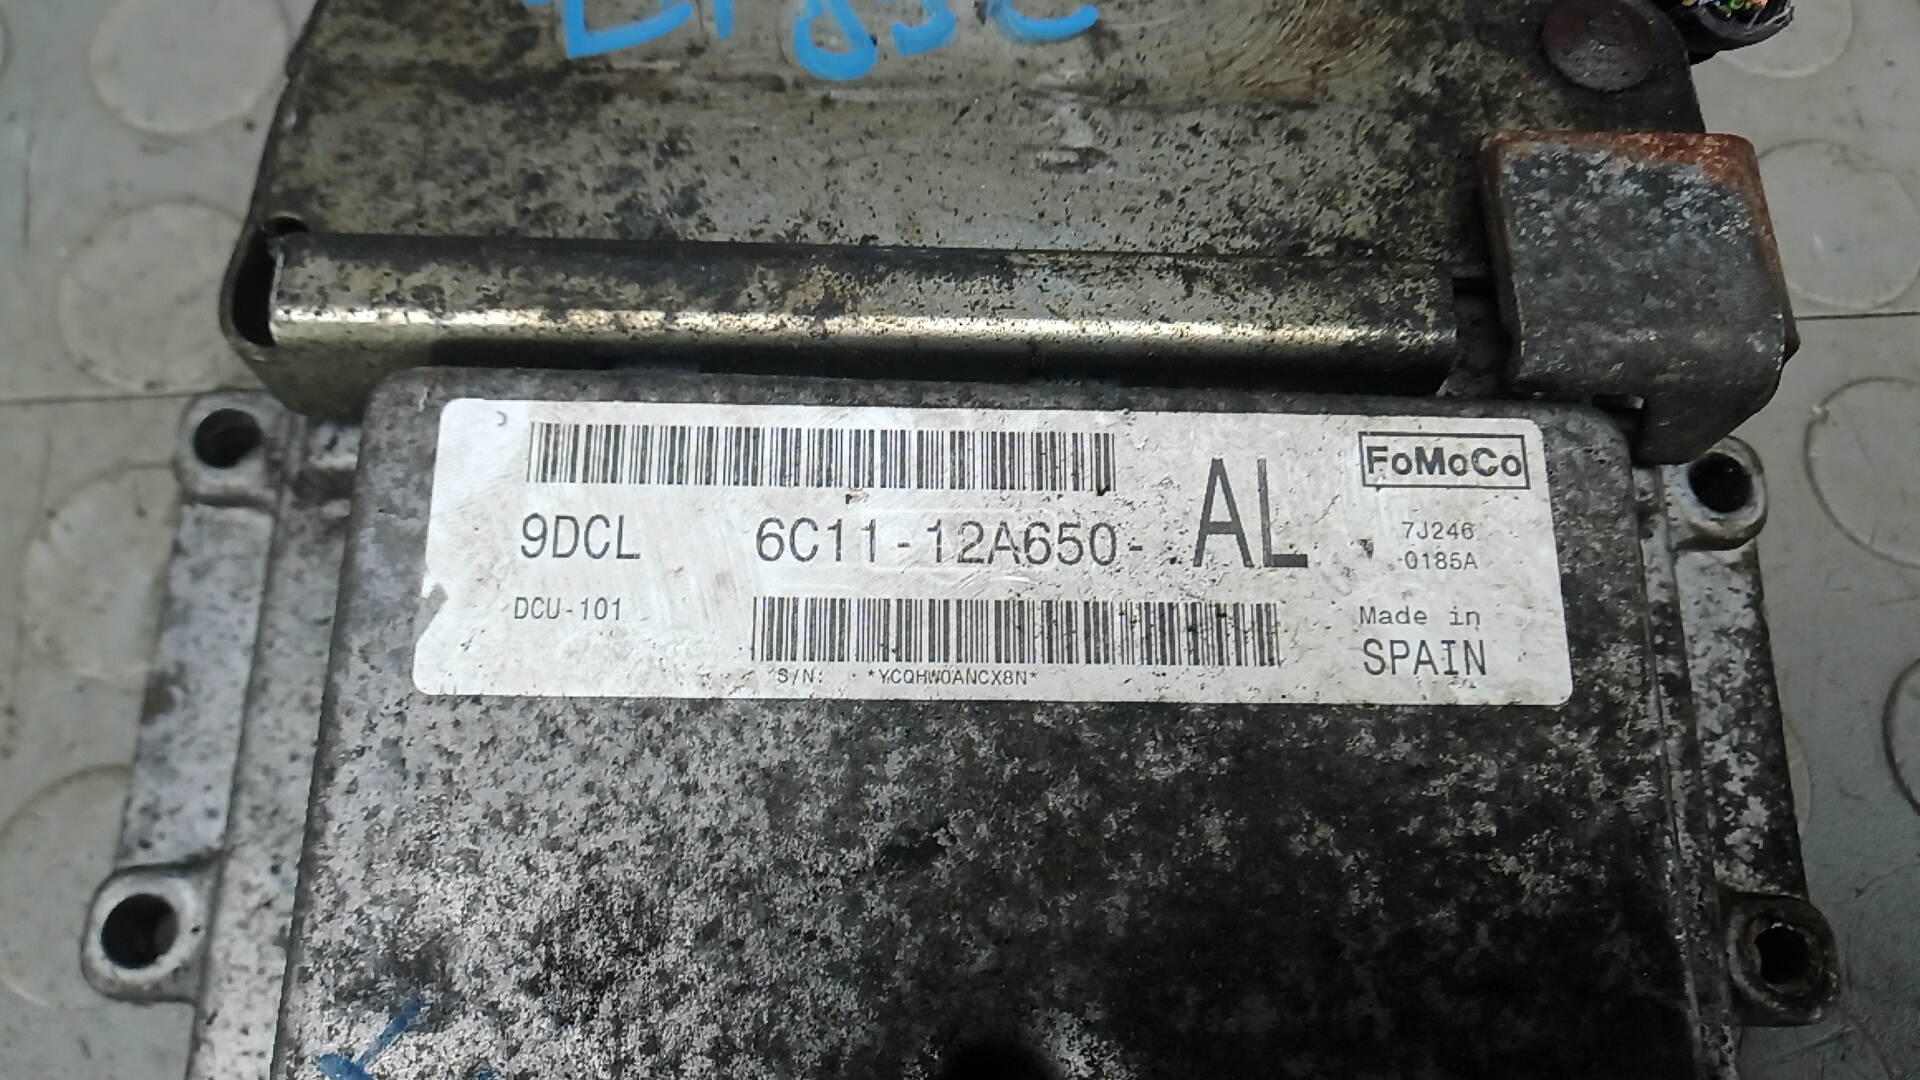 FoMoCo
9DCL 6C11-12A650- AL
7J246
0185A
DCU-101
Made in
SPAIN
S/N: *YCQHW0ANCX8N*